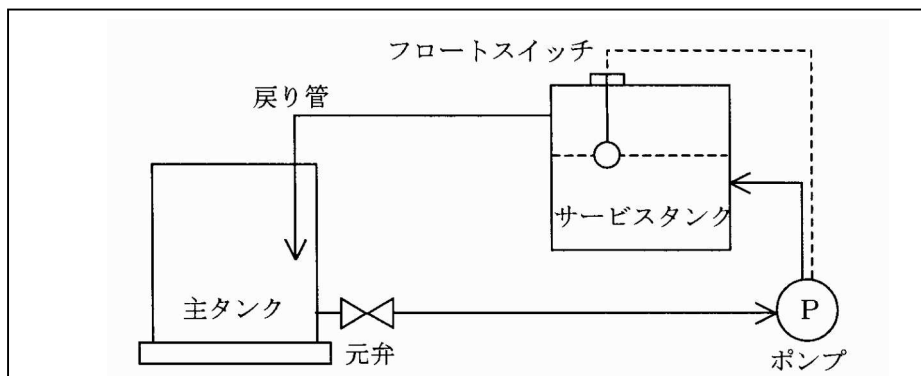 フロートスイッチ
戻り管
サービスタンク
主タンク
元弁
P
ポンプ